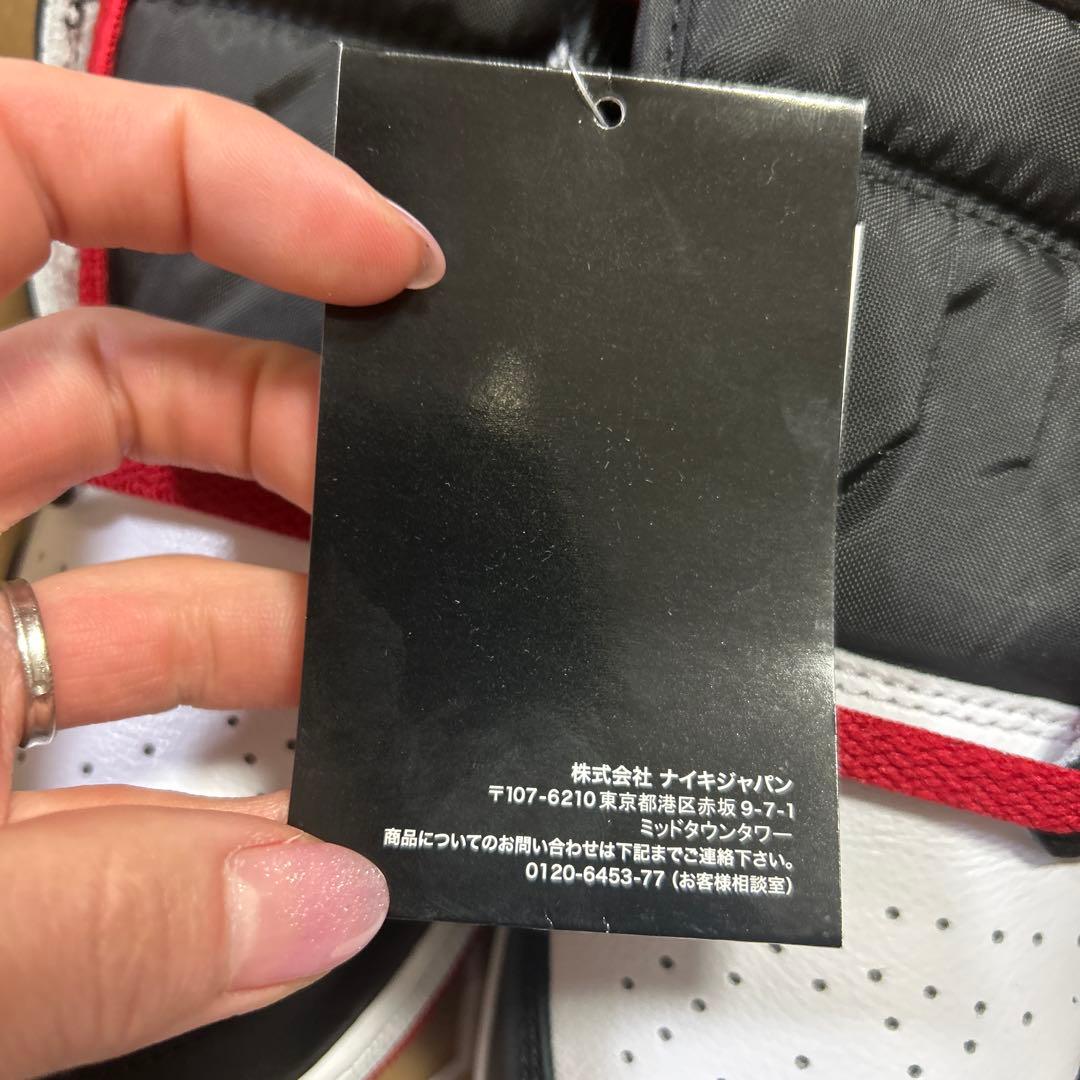 株式会社 ナイキジャパン
〒107-6210 東京都港区赤坂 9-7-1
ミッドタウンタワー
商品についてのお問い合わせは下記までご連絡下さい。
0120-6453-77 (お客様相談室)